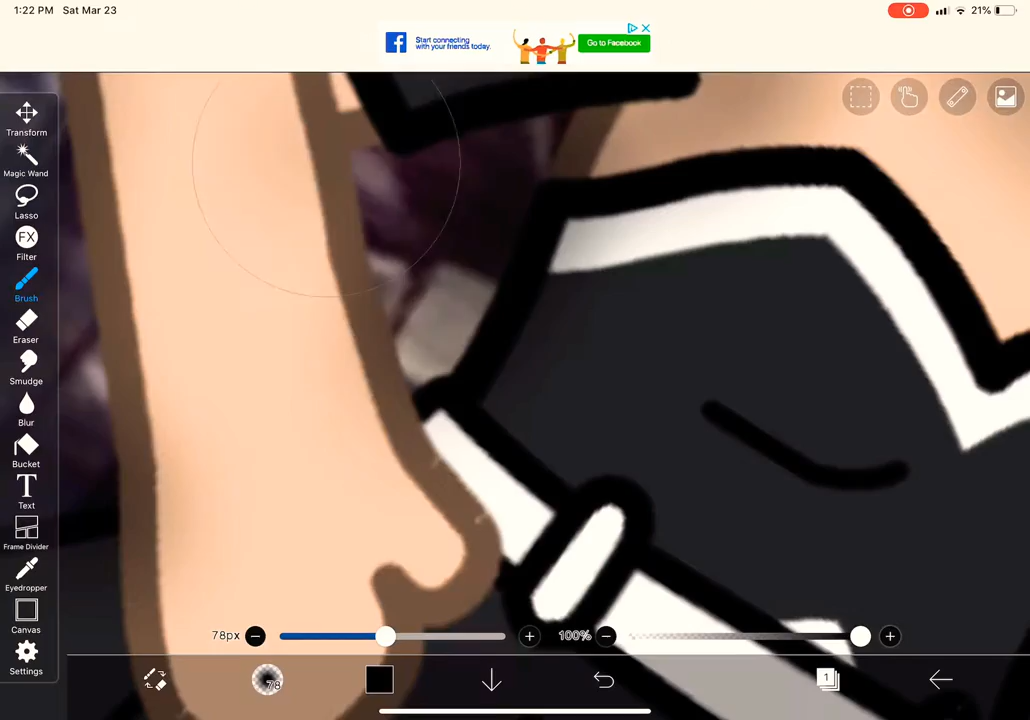 1:22 PM Sat Mar 23
21%
Start connecting
with your friends today.
Go to Facebook
Transform
Magic Wand
Lasso
FX
Filter
Brush
Eraser
Smudge
Blur
Bucket
T
Text
Frame Divider
Eyedropper
Canvas
Settings
78px
100%
78
1